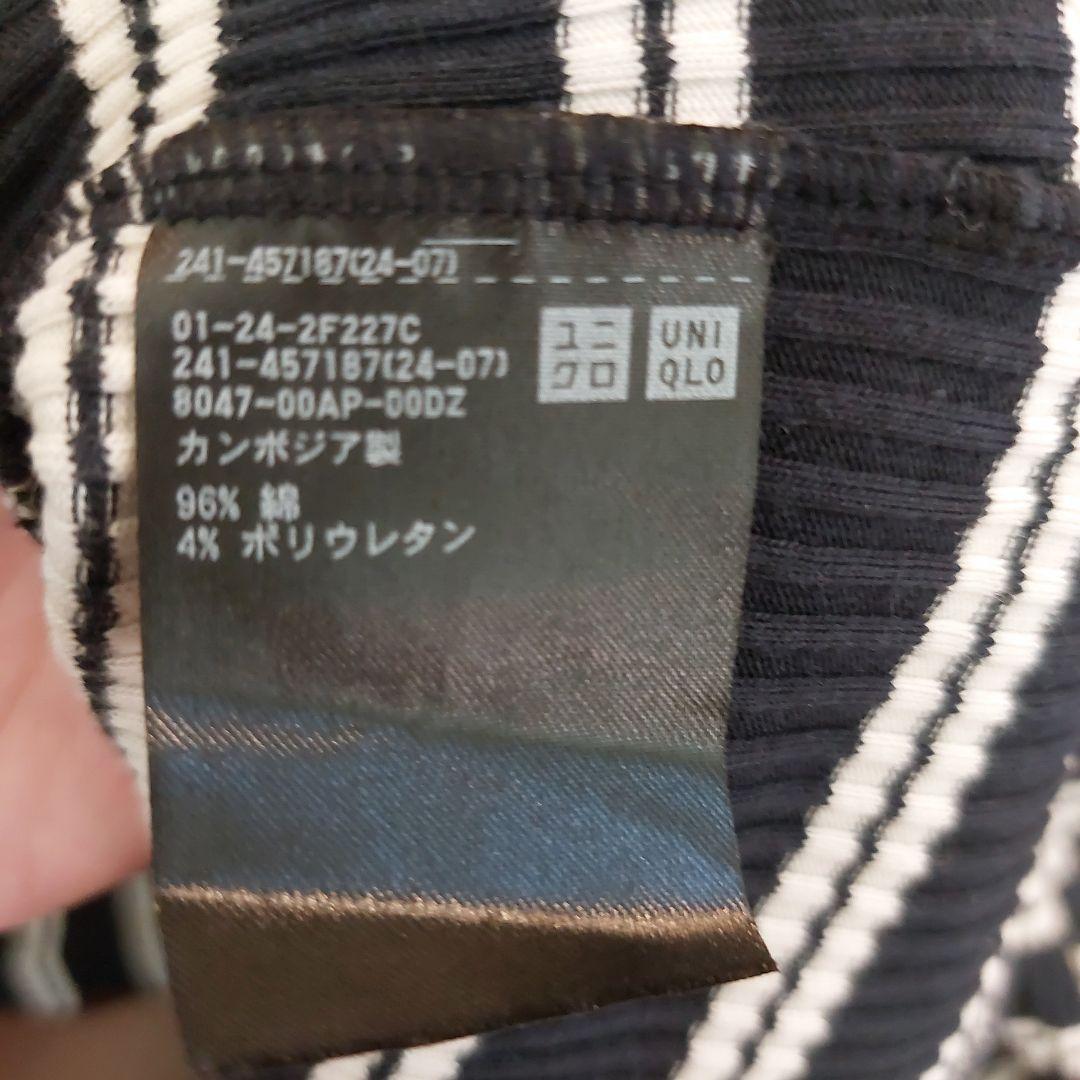 241-457187(24-07)
01-24-2F227C
241-457187(24-07)
8047-00AP-00DZ
カンボジア製
96% 綿
4% ポリウレタン
ユニ
クロ
UNI
QLO